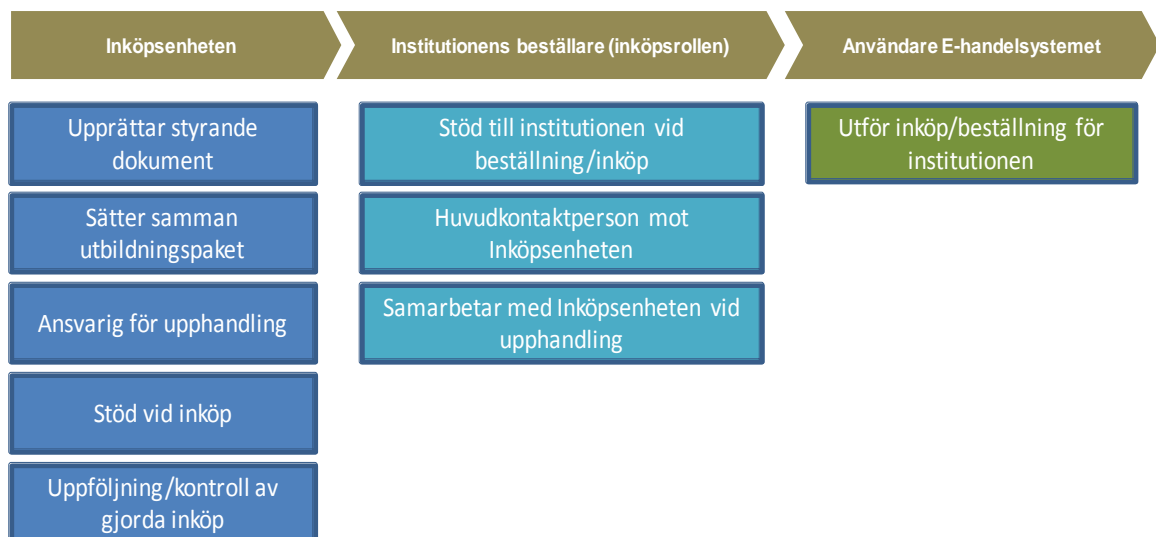 Inköpsenheten
Institutionens beställare (inköpsrollen)
Användare E-handelsystemet
Upprättar styrande
dokument
Sätter samman
utbildningspaket
Ansvarig för upphandling
Stöd vid inköp
Uppföljning/kontroll av
gjorda inköp
Stöd till institutionen vid
beställning/inköp
Huvudkontaktperson mot
Inköpsenheten
Samarbetar med Inköpsenheten vid
upphandling
Utför inköp/beställning för
institutionen